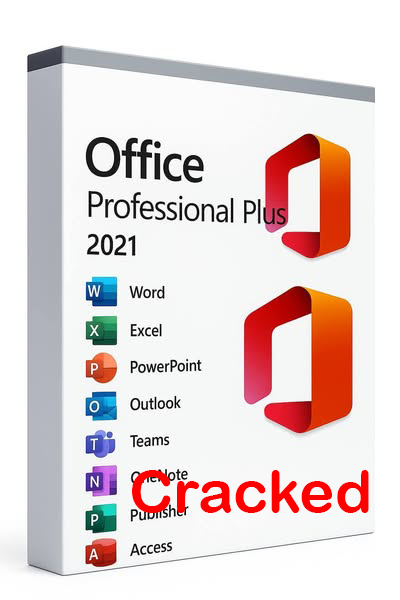 Office
Professional Plus
2021
W Word
X Excel
P PowerPoint
O Outlook
T Teams
N OneNote
Cracked
P Publisher
A Access